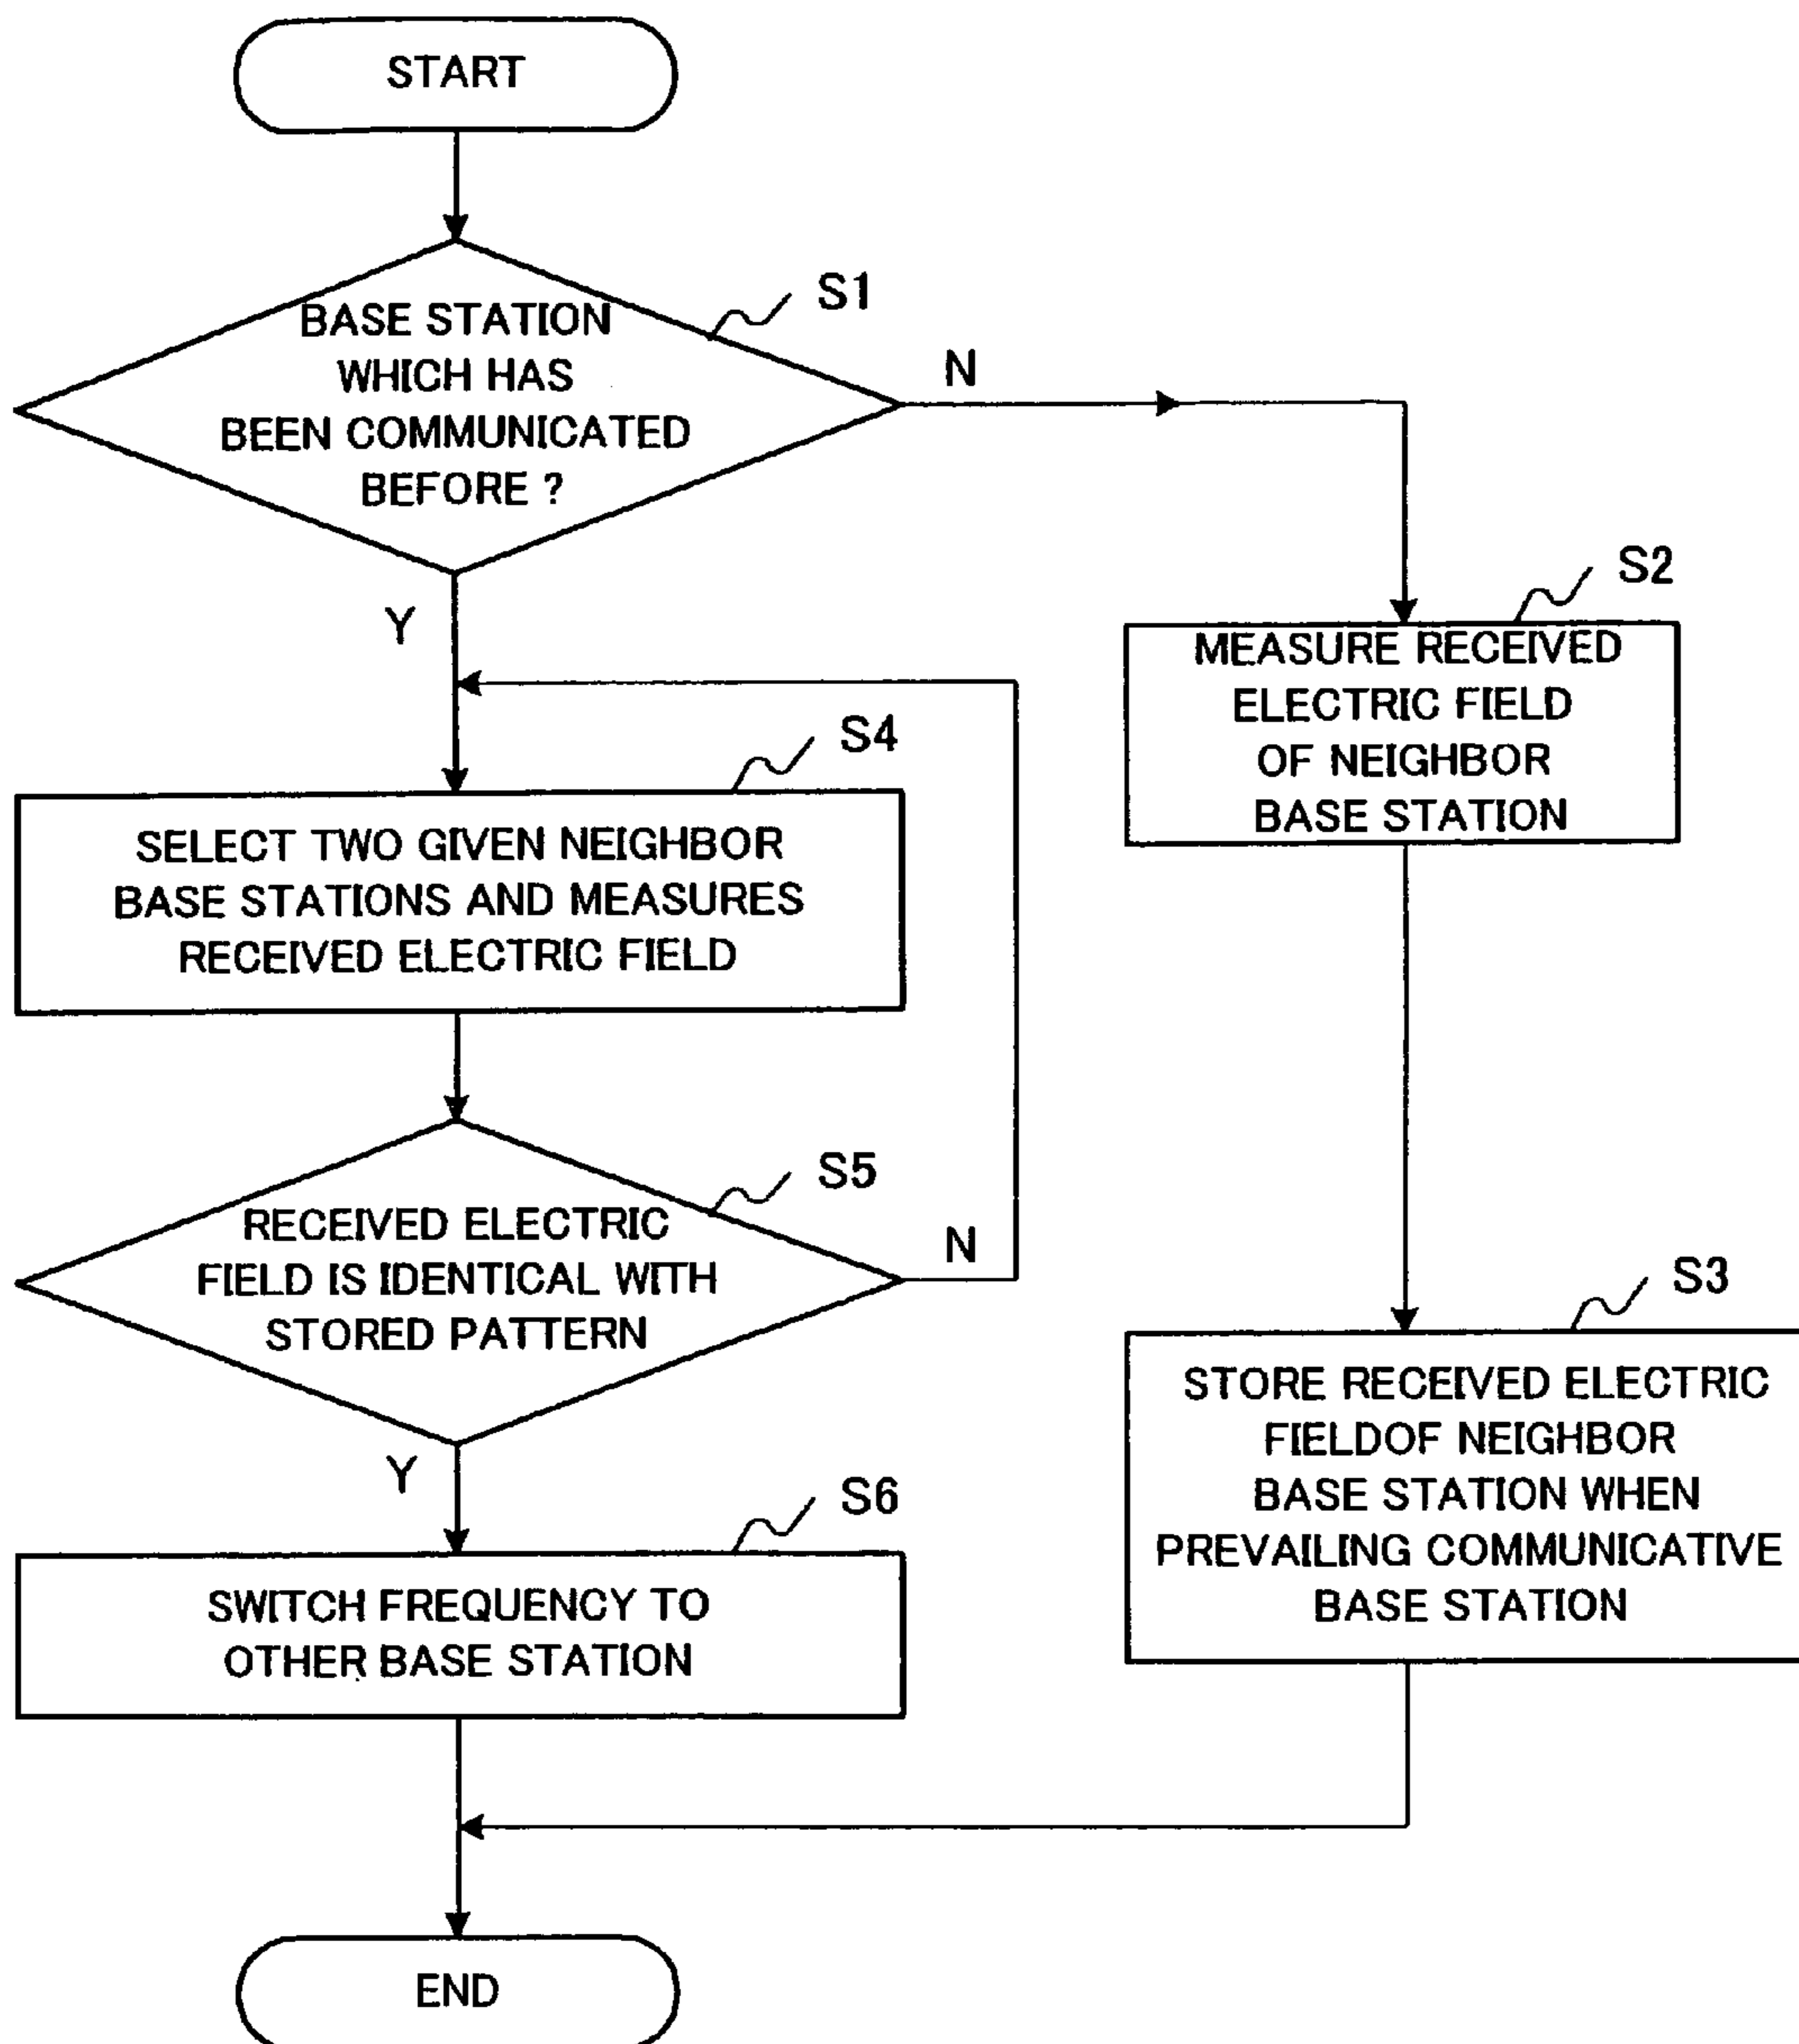 START
S1
BASE STATION
WHICH HAS
BEEN COMMUNICATED
BEFORE ?
N
Y
S2
MEASURE RECEIVED
ELECTRIC FIELD
OF NEIGHBOR
BASE STATION
S4
SELECT TWO GIVEN NEIGHBOR
BASE STATIONS AND MEASURES
RECEIVED ELECTRIC FIELD
S5
RECEIVED ELECTRIC
FIELD IS IDENTICAL WITH
STORED PATTERN
N
Y
S3
STORE RECEIVED ELECTRIC
FIELDOF NEIGHBOR
BASE STATION WHEN
PREVAILING COMMUNICATIVE
BASE STATION
S6
SWITCH FREQUENCY TO
OTHER BASE STATION
END